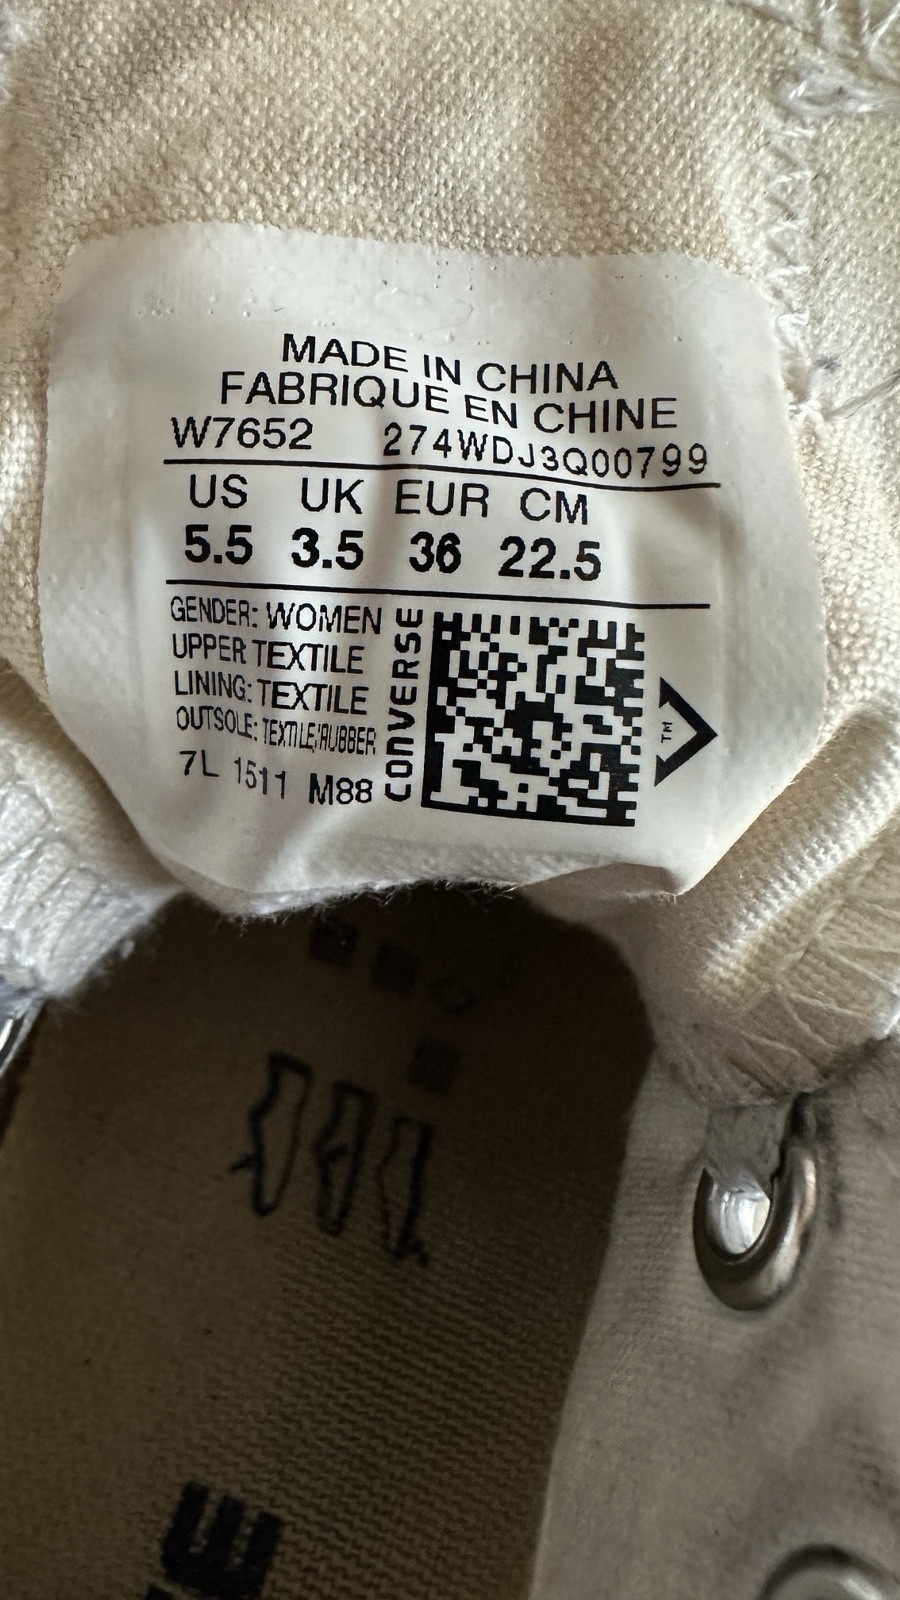 MADE IN CHINA
FABRIQUE EN CHINE
W7652 274WDJ3Q00799
US UK EUR CM
5.5 3.5 36 22.5
GENDER: WOMEN
UPPER TEXTILE
LINING: TEXTILE
OUTSOLE: TEXTILE/RUBBER
7L 1511 M88
CONVERSE
TM